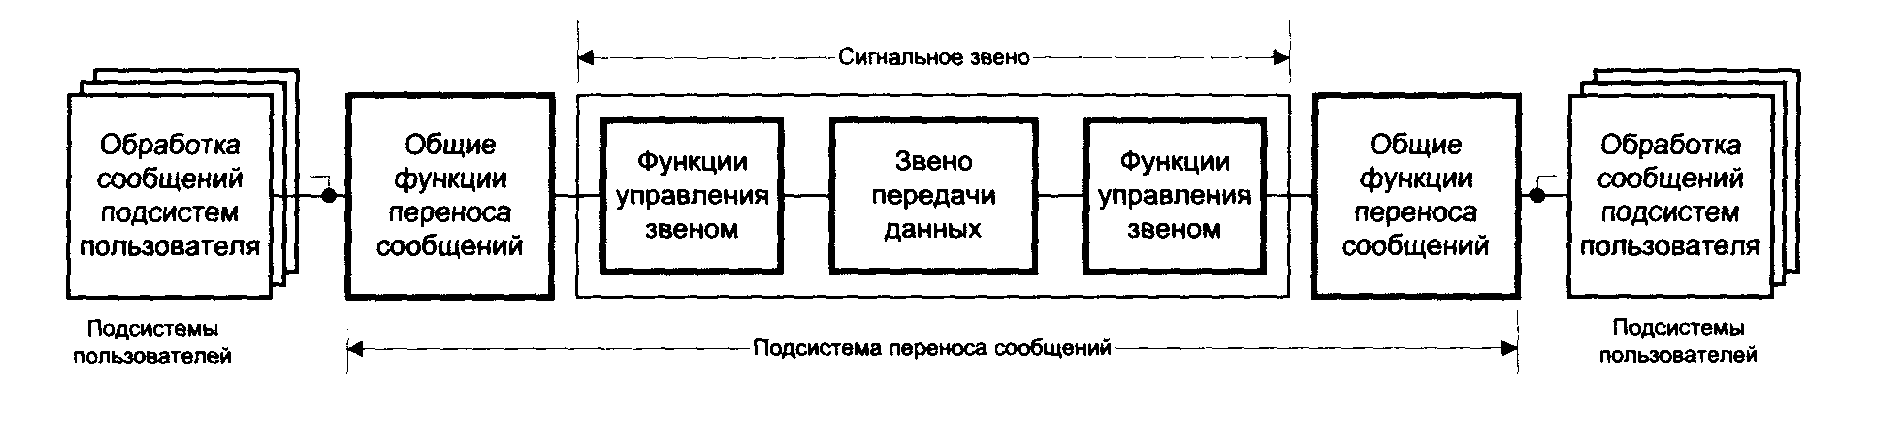 Сигнальное звено
Обработка
сообщений
подсистем
пользователя
Общие
функции
переноса
сообщений
Функции
управления
звеном
Звено
передачи
данных
Функции
управления
звеном
Общие
функции
переноса
сообщений
Обработка
сообщений
подсистем
пользователя
Подсистемы
пользователей
Подсистема переноса сообщений
Подсистемы
пользователей